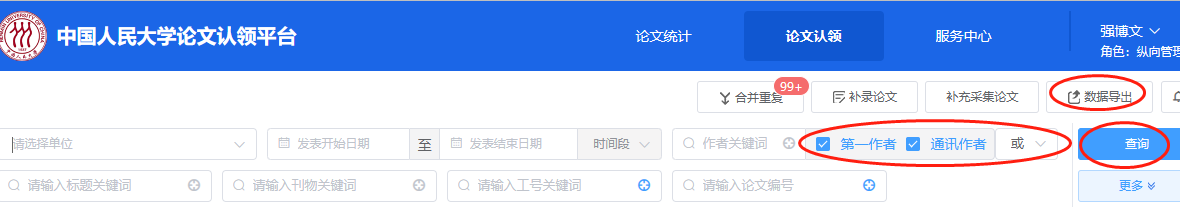 中国人民大学论文认领平台
论文统计
论文认领
服务中心
强博文
角色：纵向管理
合并重复
99+
补录论文
补充采集论文
数据导出
请选择单位
发表开始日期
至
发表结束日期
时间段
作者关键词
第一作者
通讯作者
或
查询
请输入标题关键词
请输入刊物关键词
请输入工号关键词
请输入论文编号
更多